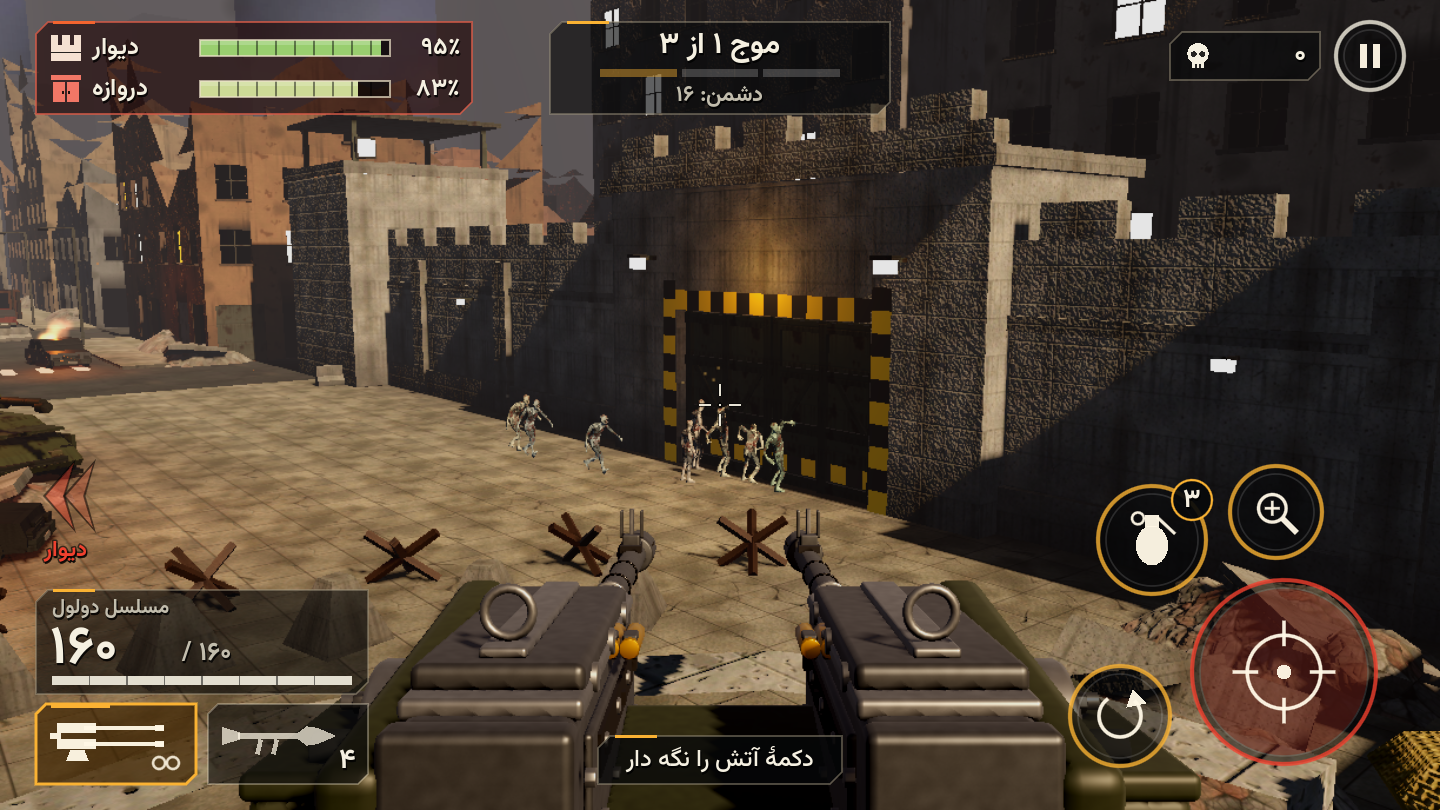 دیوار ۹۵٪
دروازه ۸۳٪
موج ۱ از ۳
دشمن: ۱۶
۰
۳
دیوار
مسلسل دولول
۱۶۰ / ۱۶۰
∞
۴
دکمهٔ آتش را نگه دار